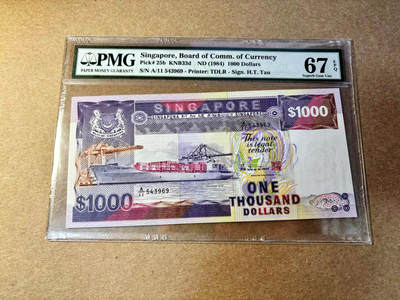 PMG
PAPER MONEY GUARANTY
Singapore, Board of Comm. of Currency
Pick# 25b KNB33d ND (1984) 1000 Dollars
S/N A/11 543969 - Printer: TDLR - Sign. H.T. Tau
67 EPQ
Superb Gem Unc
SINGAPORE
$1000
A/11 543969
This note
is legal
tender
A/11 543969
$1000
ONE
THOUSAND
DOLLARS